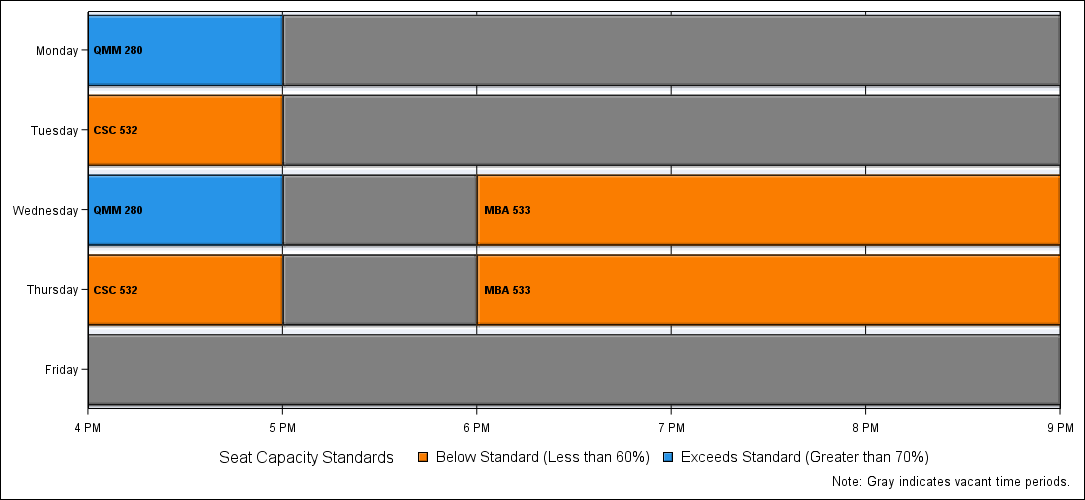 Monday
QMM 280
Tuesday
CSC 532
Wednesday
QMM 280
MBA 533
Thursday
CSC 532
MBA 533
Friday
4 PM 5 PM 6 PM 7 PM 8 PM 9 PM
Seat Capacity Standards Below Standard (Less than 60%) Exceeds Standard (Greater than 70%)
Note: Gray indicates vacant time periods.